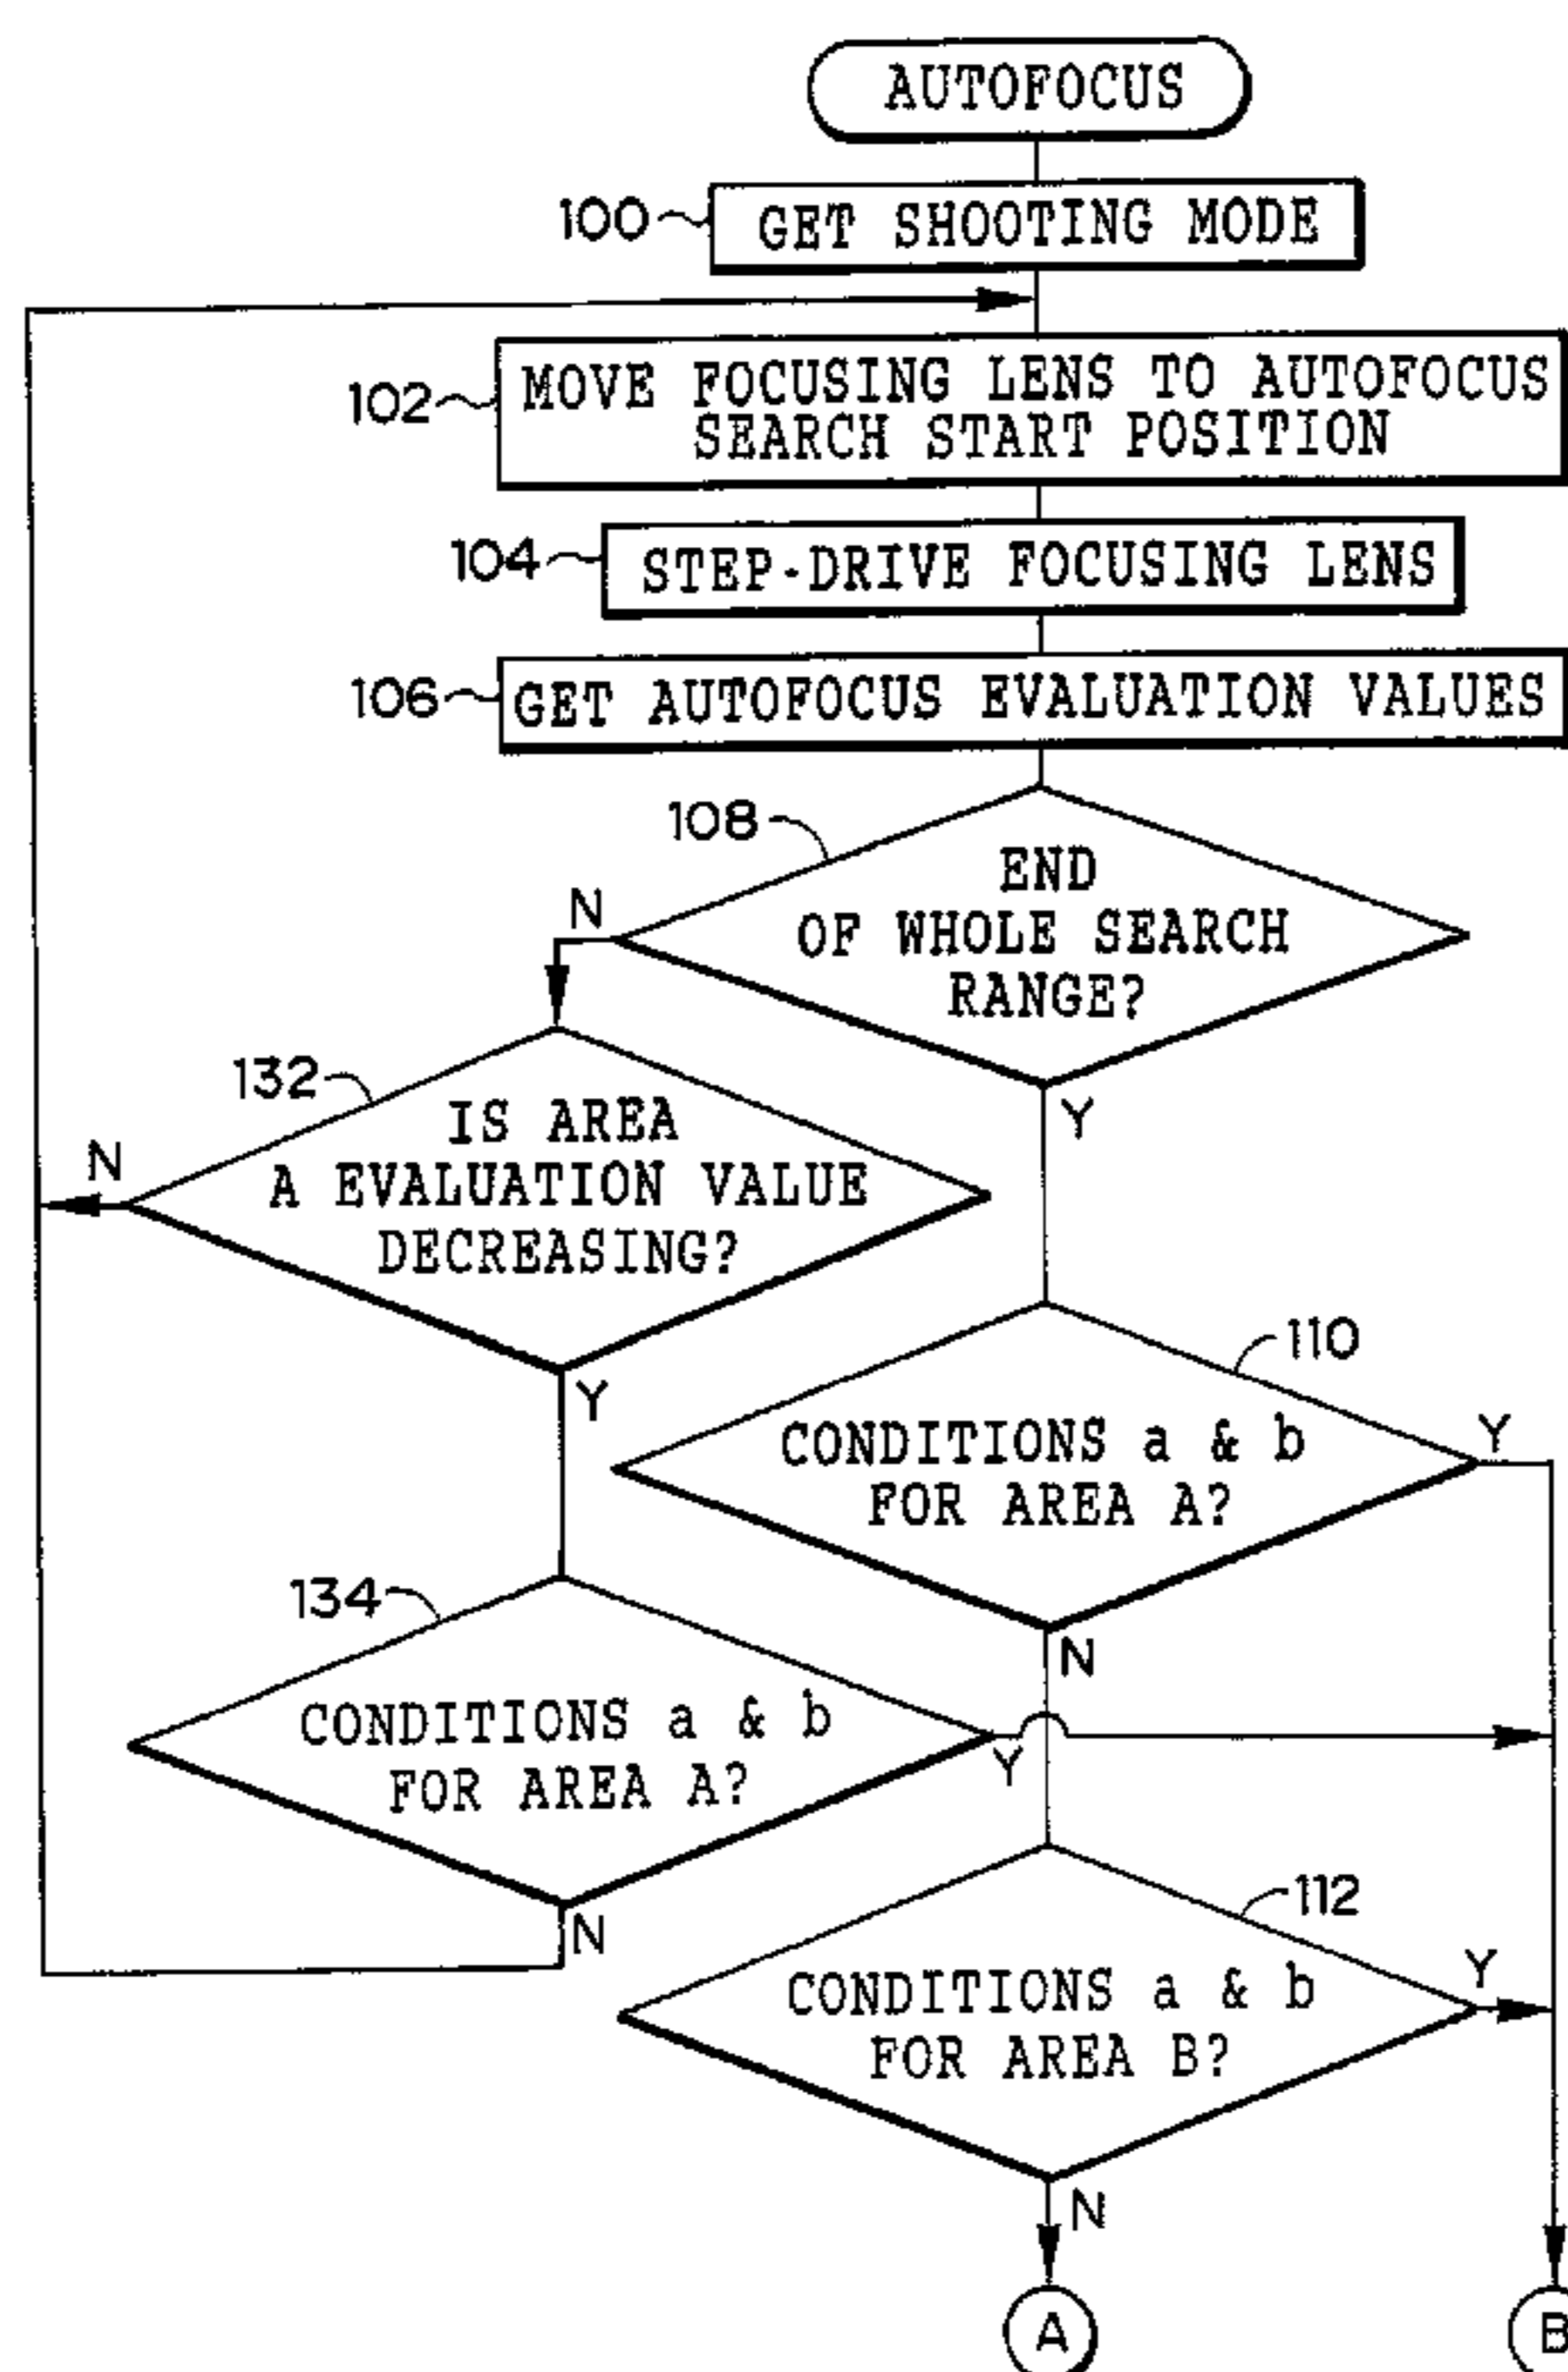 AUTOFOCUS
100
GET SHOOTING MODE
102
MOVE FOCUSING LENS TO AUTOFOCUS
SEARCH START POSITION
104
STEP-DRIVE FOCUSING LENS
106
GET AUTOFOCUS EVALUATION VALUES
108
END
OF WHOLE SEARCH
RANGE?
N
Y
132
IS AREA
A EVALUATION VALUE
DECREASING?
N
Y
110
CONDITIONS a & b
FOR AREA A?
Y
N
134
CONDITIONS a & b
FOR AREA A?
Y
N
112
CONDITIONS a & b
FOR AREA B?
Y
N
A
B